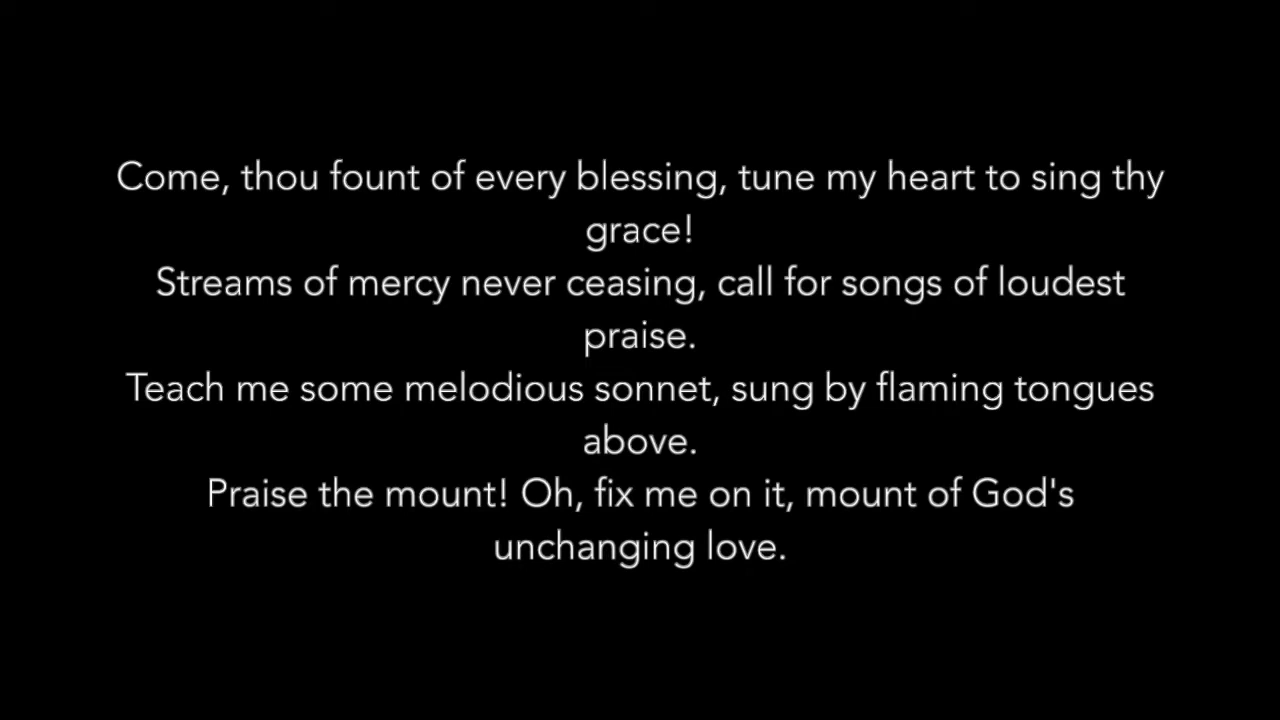 Come, thou fount of every blessing, tune my heart to sing thy
grace!
Streams of mercy never ceasing, call for songs of loudest
praise.
Teach me some melodious sonnet, sung by flaming tongues
above.
Praise the mount! Oh, fix me on it, mount of God's
unchanging love.